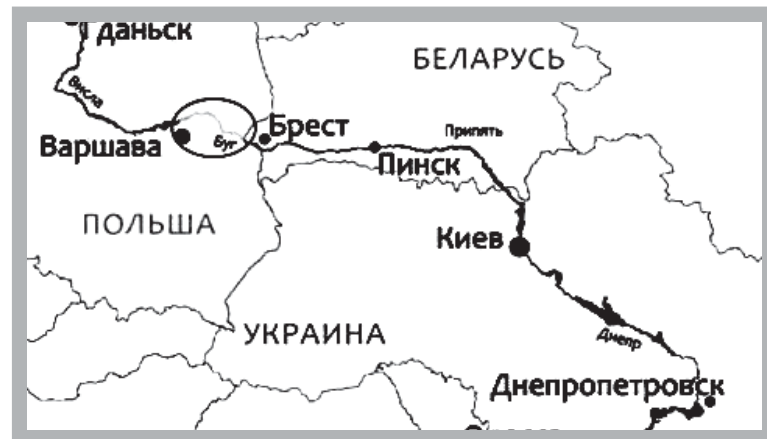 Гданьск
БЕЛАРУСЬ
Висла
Брест
Припять
Варшава
Буг
Пинск
ПОЛЬША
Киев
УКРАИНА
Днепр
Днепропетровск